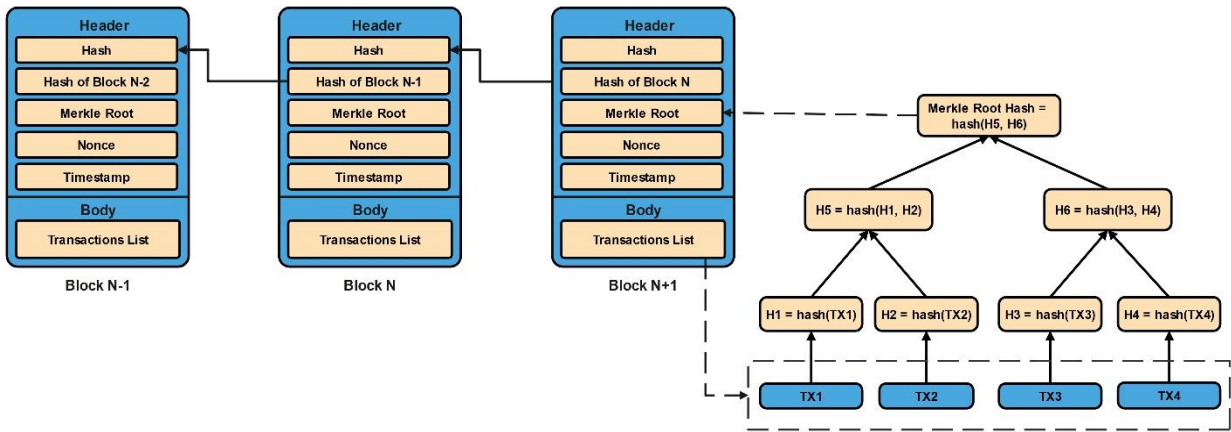 Header
Hash
Hash of Block N-2
Merkle Root
Nonce
Timestamp
Body
Transactions List
Block N-1
Header
Hash
Hash of Block N-1
Merkle Root
Nonce
Timestamp
Body
Transactions List
Block N
Header
Hash
Hash of Block N
Merkle Root
Nonce
Timestamp
Body
Transactions List
Block N+1
Merkle Root Hash =
hash(H5, H6)
H5 = hash(H1, H2)
H6 = hash(H3, H4)
H1 = hash(TX1)
H2 = hash(TX2)
H3 = hash(TX3)
H4 = hash(TX4)
TX1
TX2
TX3
TX4